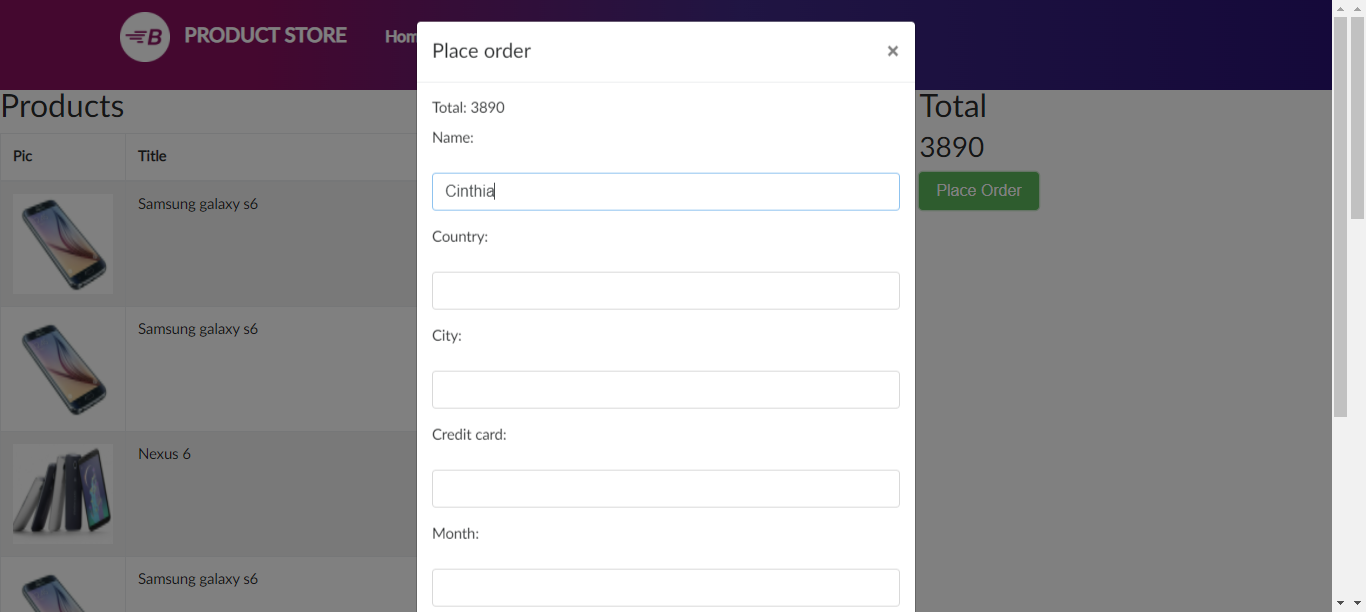 B PRODUCT STORE Hom
Place order
×
Total: 3890
Name:
Cinthia
Country:
City:
Credit card:
Month:
Products
Pic Title
Samsung galaxy s6
Samsung galaxy s6
Nexus 6
Samsung galaxy s6
Total
3890
Place Order